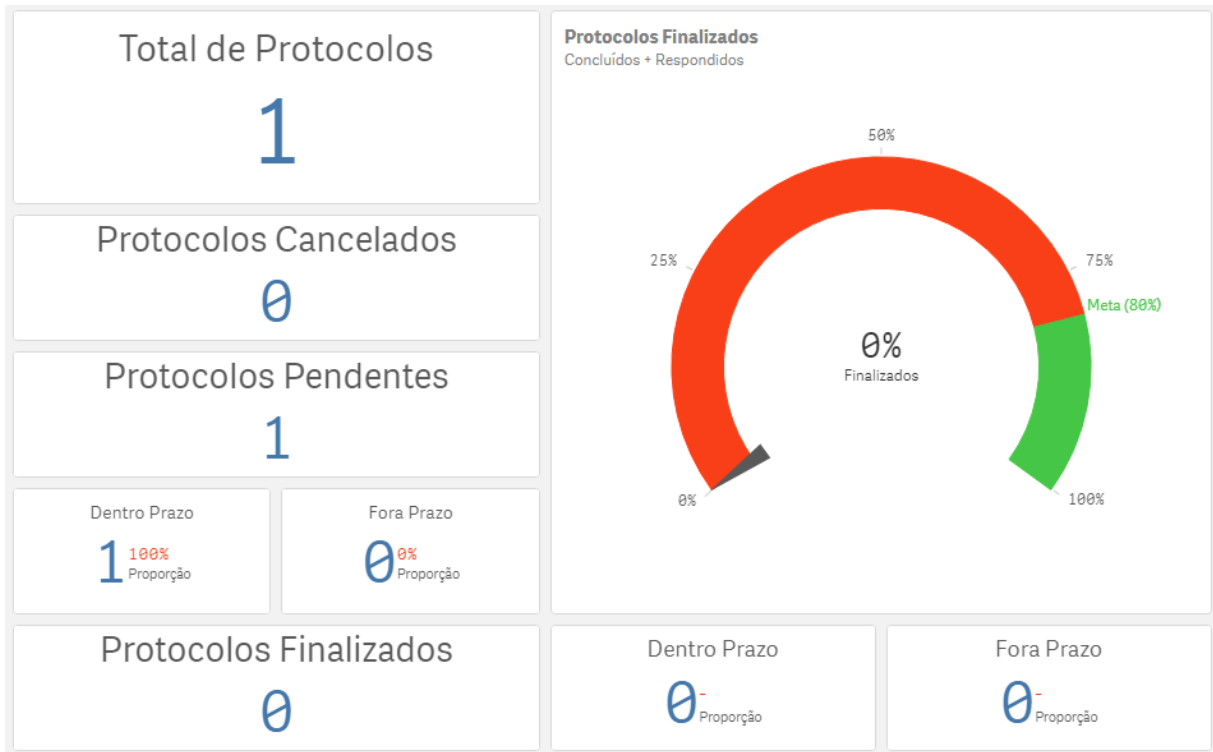 Total de Protocolos
1
Protocolos Cancelados
0
Protocolos Pendentes
1
Dentro Prazo
1 100%
Proporção
Fora Prazo
0 0%
Proporção
Protocolos Finalizados
Concluídos + Respondidos
50%
25%
75%
Meta (80%)
0%
Finalizados
0%
100%
Protocolos Finalizados
0
Dentro Prazo
0 -
Proporção
Fora Prazo
0 -
Proporção